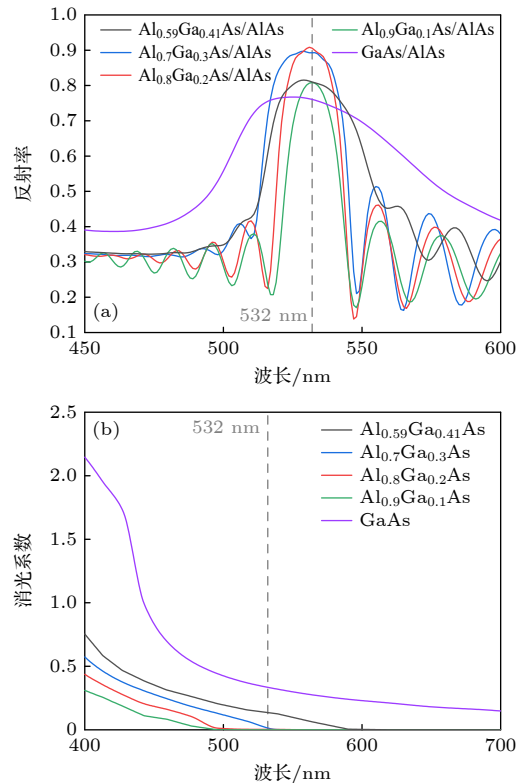 Al0.59Ga0.41As/AlAs Al0.9Ga0.1As/AlAs
Al0.7Ga0.3As/AlAs GaAs/AlAs
Al0.8Ga0.2As/AlAs
1.0
0.9
0.8
0.7
0.6
0.5
0.4
0.3
0.2
0.1
反射率
(a)
532 nm
450 500 550 600
波长/nm
(b)
532 nm
Al0.59Ga0.41As
Al0.7Ga0.3As
Al0.8Ga0.2As
Al0.9Ga0.1As
GaAs
2.5
2.0
1.5
1.0
0.5
0
消光系数
400 500 600 700
波长/nm